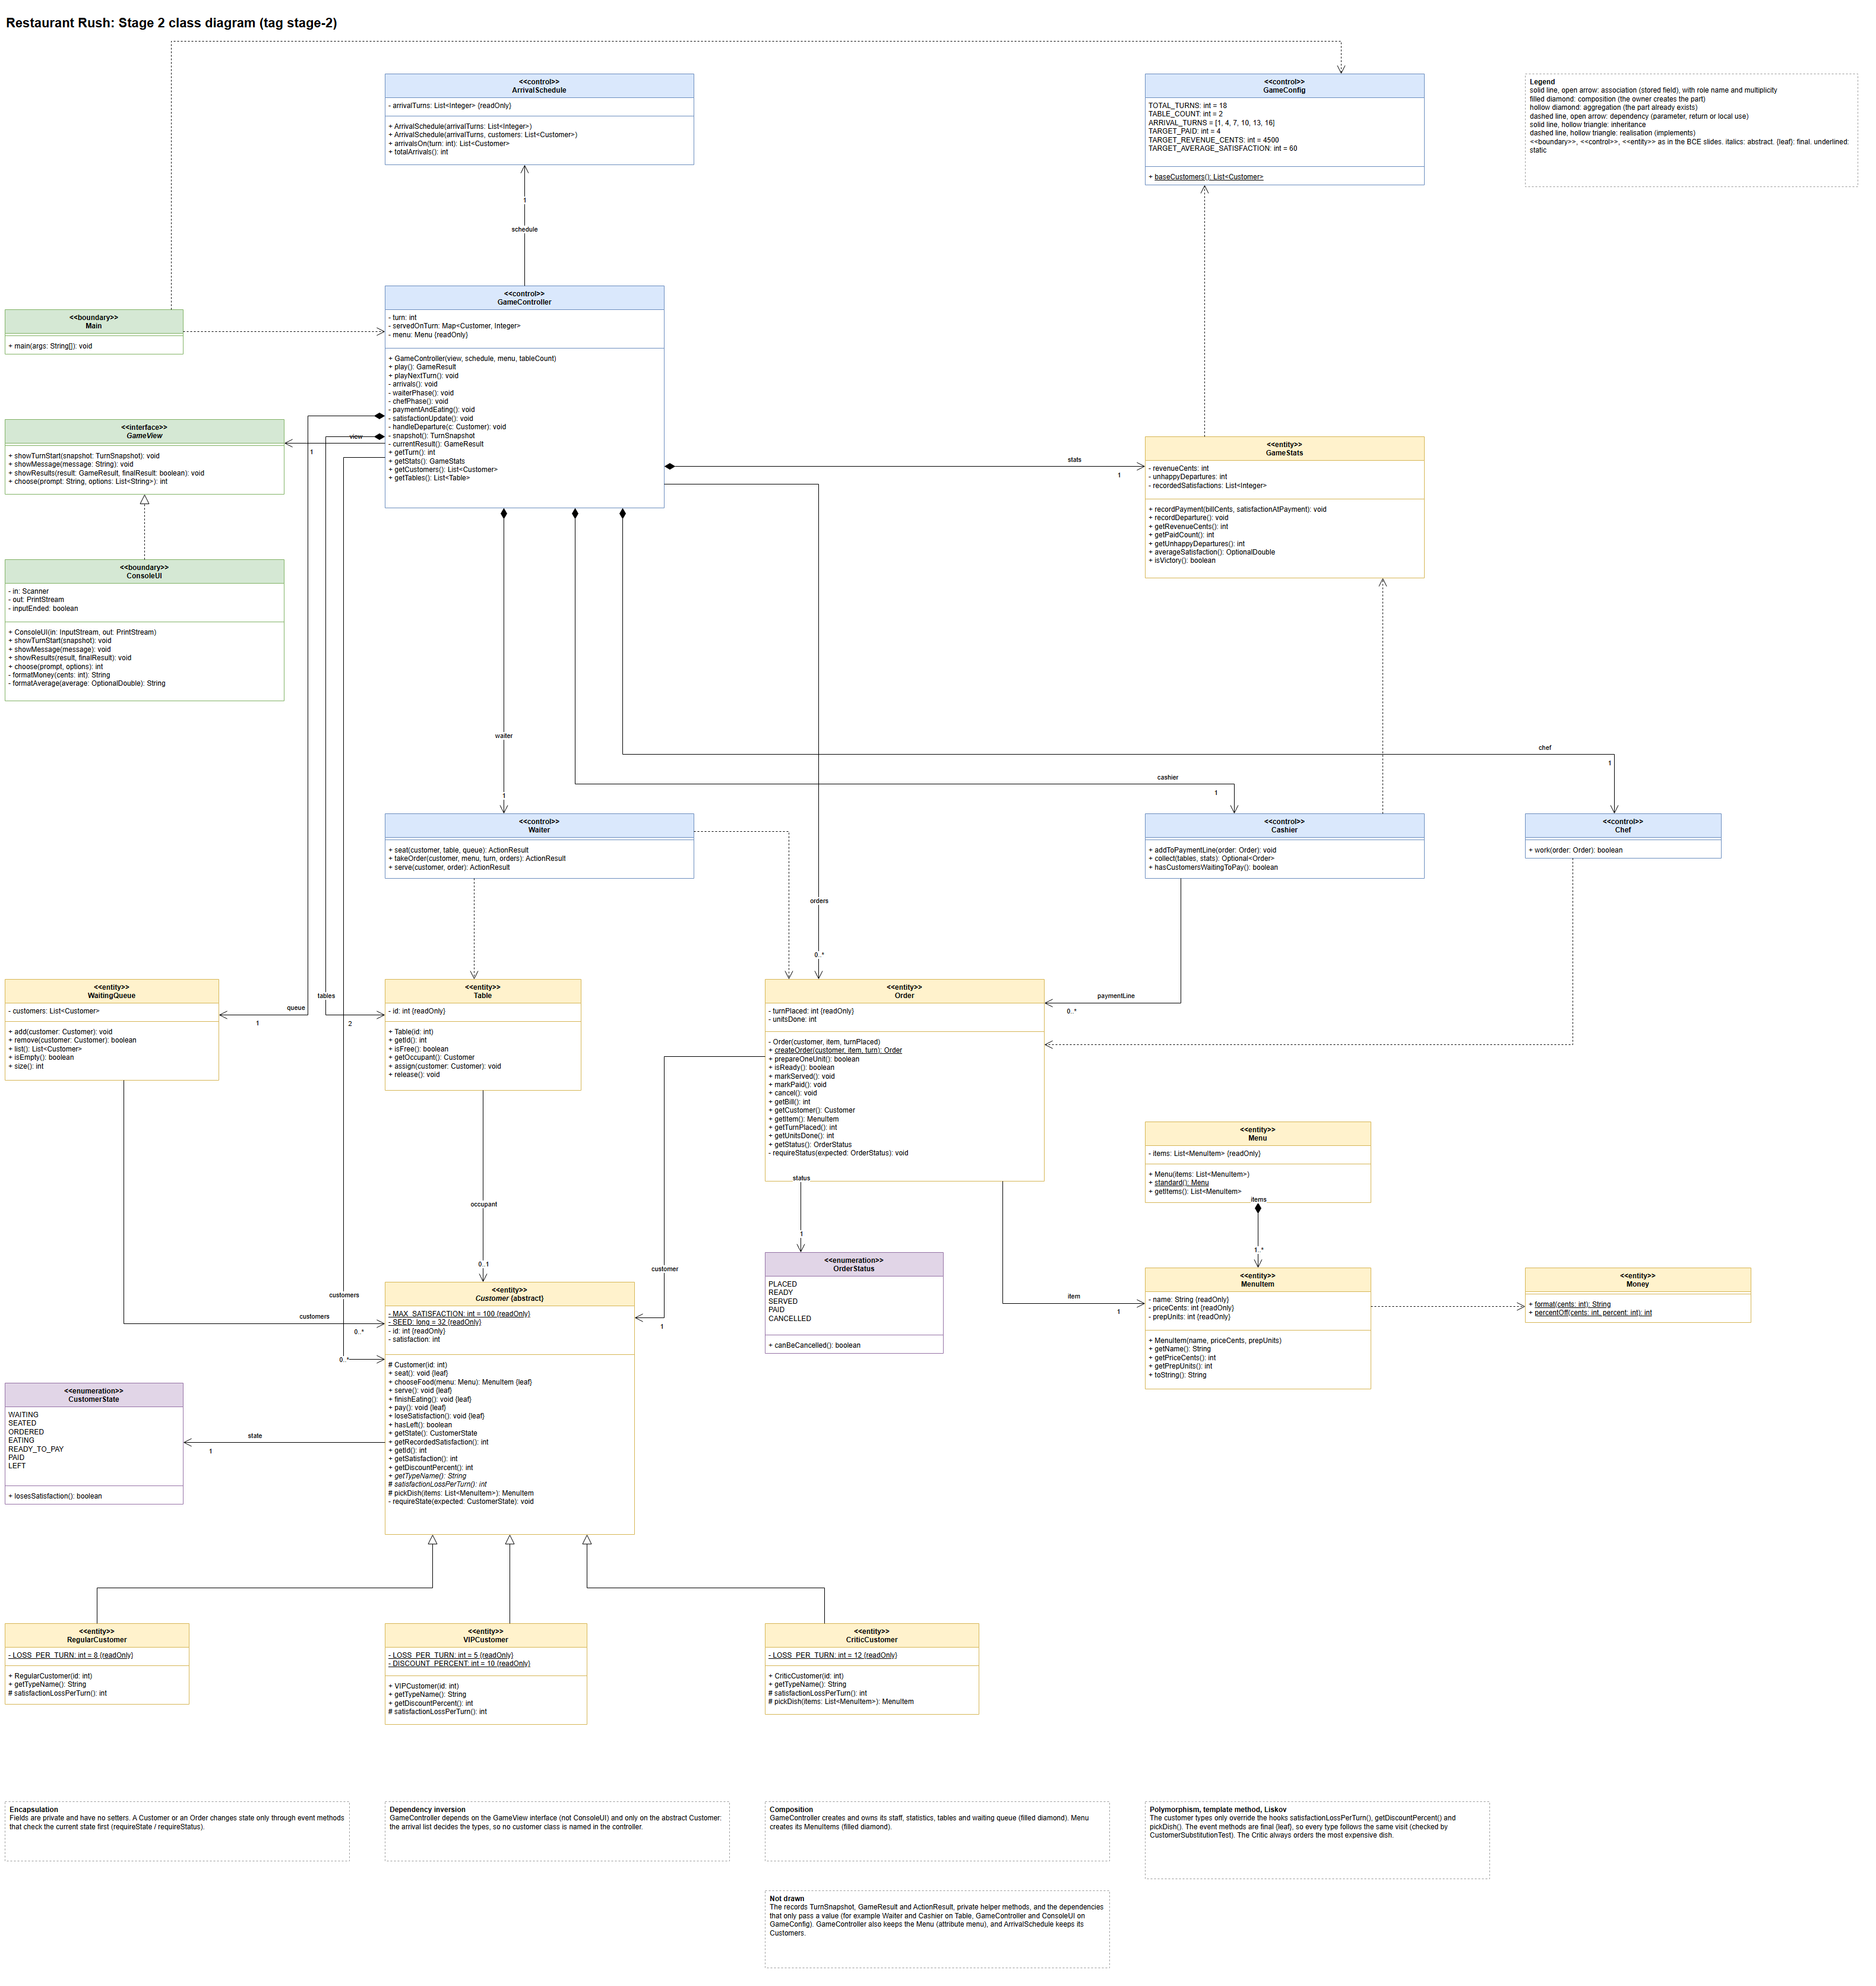 Restaurant Rush: Stage 2 class diagram (tag stage-2)
<<control>>
ArrivalSchedule
- arrivalTurns: List<Integer> {readOnly}
+ ArrivalSchedule(arrivalTurns: List<Integer>)
+ ArrivalSchedule(arrivalTurns, customers: List<Customer>)
+ arrivalsOn(turn: int): List<Customer>
+ totalArrivals(): int
<<control>>
GameConfig
TOTAL_TURNS: int = 18
TABLE_COUNT: int = 2
ARRIVAL_TURNS = [1, 4, 7, 10, 13, 16]
TARGET_PAID: int = 4
TARGET_REVENUE_CENTS: int = 4500
TARGET_AVERAGE_SATISFACTION: int = 60
+ baseCustomers(): List<Customer>
Legend
solid line, open arrow: association (stored field), with role name and multiplicity
filled diamond: composition (the owner creates the part)
hollow diamond: aggregation (the part already exists)
dashed line, open arrow: dependency (parameter, return or local use)
solid line, hollow triangle: inheritance
dashed line, hollow triangle: realisation (implements)
<<boundary>>, <<control>>, <<entity>> as in the BCE slides. italics: abstract. {leaf}: final. underlined:
static
1
schedule
<<boundary>>
Main
+ main(args: String[]): void
<<control>>
GameController
- turn: int
- servedOnTurn: Map<Customer, Integer>
- menu: Menu {readOnly}
+ GameController(view, schedule, menu, tableCount)
+ play(): GameResult
+ playNextTurn(): void
- arrivals(): void
- waiterPhase(): void
- chefPhase(): void
- paymentAndEating(): void
- satisfactionUpdate(): void
- handleDeparture(c: Customer): void
- snapshot(): TurnSnapshot
- currentResult(): GameResult
+ getTurn(): int
+ getStats(): GameStats
+ getCustomers(): List<Customer>
+ getTables(): List<Table>
<<interface>>
GameView
+ showTurnStart(snapshot: TurnSnapshot): void
+ showMessage(message: String): void
+ showResults(result: GameResult, finalResult: boolean): void
+ choose(prompt: String, options: List<String>): int
view
1
stats
1
<<entity>>
GameStats
- revenueCents: int
- unhappyDepartures: int
- recordedSatisfactions: List<Integer>
+ recordPayment(billCents, satisfactionAtPayment): void
+ recordDeparture(): void
+ getRevenueCents(): int
+ getPaidCount(): int
+ getUnhappyDepartures(): int
+ averageSatisfaction(): OptionalDouble
+ isVictory(): boolean
<<boundary>>
ConsoleUI
- in: Scanner
- out: PrintStream
- inputEnded: boolean
+ ConsoleUI(in: InputStream, out: PrintStream)
+ showTurnStart(snapshot): void
+ showMessage(message): void
+ showResults(result, finalResult): void
+ choose(prompt, options): int
- formatMoney(cents: int): String
- formatAverage(average: OptionalDouble): String
waiter
1
cashier
1
chef
1
<<control>>
Waiter
+ seat(customer, table, queue): ActionResult
+ takeOrder(customer, menu, turn, orders): ActionResult
+ serve(customer, order): ActionResult
<<control>>
Cashier
+ addToPaymentLine(order: Order): void
+ collect(tables, stats): Optional<Order>
+ hasCustomersWaitingToPay(): boolean
<<control>>
Chef
+ work(order: Order): boolean
orders
0..*
<<entity>>
WaitingQueue
- customers: List<Customer>
+ add(customer: Customer): void
+ remove(customer: Customer): boolean
+ list(): List<Customer>
+ isEmpty(): boolean
+ size(): int
queue
1
tables
2
<<entity>>
Table
- id: int {readOnly}
+ Table(id: int)
+ getId(): int
+ isFree(): boolean
+ getOccupant(): Customer
+ assign(customer: Customer): void
+ release(): void
<<entity>>
Order
- turnPlaced: int {readOnly}
- unitsDone: int
- Order(customer, item, turnPlaced)
+ createOrder(customer, item, turn): Order
+ prepareOneUnit(): boolean
+ isReady(): boolean
+ markServed(): void
+ markPaid(): void
+ cancel(): void
+ getBill(): int
+ getCustomer(): Customer
+ getItem(): MenuItem
+ getTurnPlaced(): int
+ getUnitsDone(): int
+ getStatus(): OrderStatus
- requireStatus(expected: OrderStatus): void
paymentLine
0..*
<<entity>>
Menu
- items: List<MenuItem> {readOnly}
+ Menu(items: List<MenuItem>)
+ standard(): Menu
+ getItems(): List<MenuItem>
items
1..*
status
1
occupant
0..1
customer
1
<<enumeration>>
OrderStatus
PLACED
READY
SERVED
PAID
CANCELLED
+ canBeCancelled(): boolean
item
1
<<entity>>
MenuItem
- name: String {readOnly}
- priceCents: int {readOnly}
- prepUnits: int {readOnly}
+ MenuItem(name, priceCents, prepUnits)
+ getName(): String
+ getPriceCents(): int
+ getPrepUnits(): int
+ toString(): String
<<entity>>
Money
+ format(cents: int): String
+ percentOff(cents: int, percent: int): int
customers
0..*
customers
0..*
<<entity>>
Customer {abstract}
- MAX_SATISFACTION: int = 100 {readOnly}
- SEED: long = 32 {readOnly}
- id: int {readOnly}
- satisfaction: int
# Customer(id: int)
+ seat(): void {leaf}
+ chooseFood(menu: Menu): MenuItem {leaf}
+ serve(): void {leaf}
+ finishEating(): void {leaf}
+ pay(): void {leaf}
+ loseSatisfaction(): void {leaf}
+ hasLeft(): boolean
+ getState(): CustomerState
+ getRecordedSatisfaction(): int
+ getId(): int
+ getSatisfaction(): int
+ getDiscountPercent(): int
+ getTypeName(): String
# satisfactionLossPerTurn(): int
# pickDish(items: List<MenuItem>): MenuItem
- requireState(expected: CustomerState): void
<<enumeration>>
CustomerState
WAITING
SEATED
ORDERED
EATING
READY_TO_PAY
PAID
LEFT
+ losesSatisfaction(): boolean
state
1
<<entity>>
RegularCustomer
- LOSS_PER_TURN: int = 8 {readOnly}
+ RegularCustomer(id: int)
+ getTypeName(): String
# satisfactionLossPerTurn(): int
<<entity>>
VIPCustomer
- LOSS_PER_TURN: int = 5 {readOnly}
- DISCOUNT_PERCENT: int = 10 {readOnly}
+ VIPCustomer(id: int)
+ getTypeName(): String
+ getDiscountPercent(): int
# satisfactionLossPerTurn(): int
<<entity>>
CriticCustomer
- LOSS_PER_TURN: int = 12 {readOnly}
+ CriticCustomer(id: int)
+ getTypeName(): String
# satisfactionLossPerTurn(): int
# pickDish(items: List<MenuItem>): MenuItem
Encapsulation
Fields are private and have no setters. A Customer or an Order changes state only through event methods
that check the current state first (requireState / requireStatus).
Dependency inversion
GameController depends on the GameView interface (not ConsoleUI) and only on the abstract Customer:
the arrival list decides the types, so no customer class is named in the controller.
Composition
GameController creates and owns its staff, statistics, tables and waiting queue (filled diamond). Menu
creates its MenuItems (filled diamond).
Polymorphism, template method, Liskov
The customer types only override the hooks satisfactionLossPerTurn(), getDiscountPercent() and
pickDish(). The event methods are final {leaf}, so every type follows the same visit (checked by
CustomerSubstitutionTest). The Critic always orders the most expensive dish.
Not drawn
The records TurnSnapshot, GameResult and ActionResult, private helper methods, and the dependencies
that only pass a value (for example Waiter and Cashier on Table, GameController and ConsoleUI on
GameConfig). GameController also keeps the Menu (attribute menu), and ArrivalSchedule keeps its
Customers.